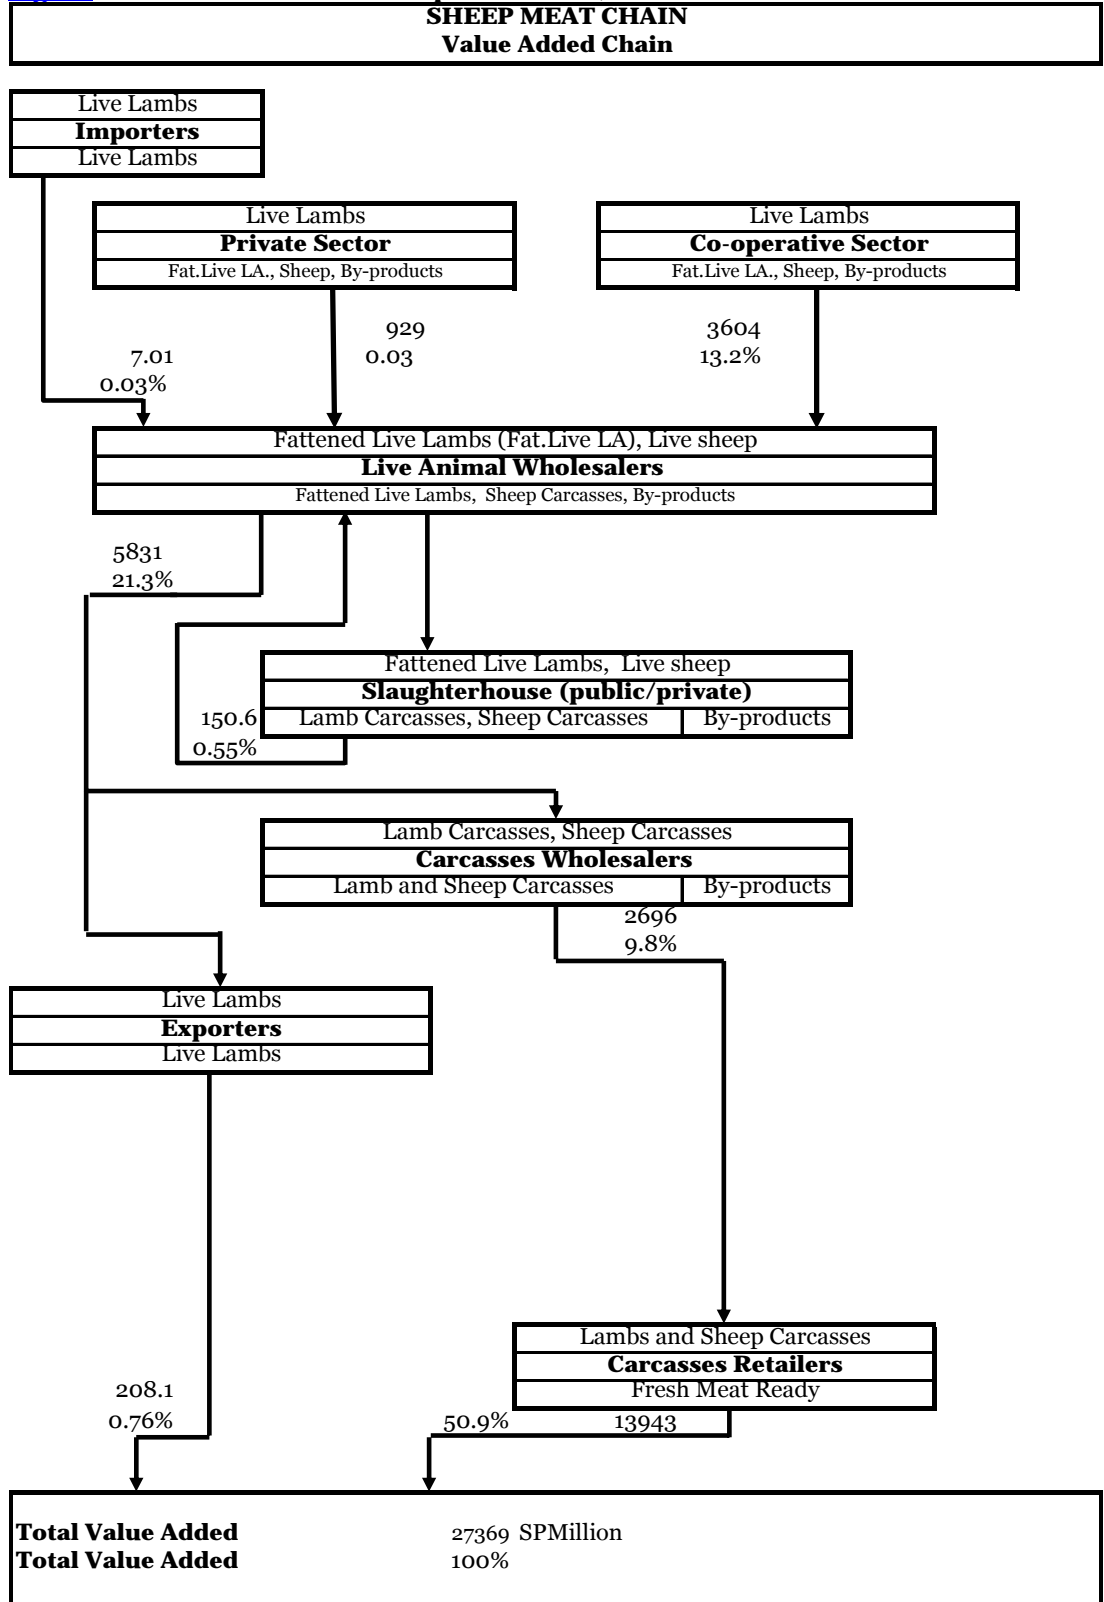 SHEEP MEAT CHAIN
Value Added Chain
Live Lambs
Importers
Live Lambs
Live Lambs
Private Sector
Fat.Live LA., Sheep, By-products
Live Lambs
Co-operative Sector
Fat.Live LA., Sheep, By-products
929
0.03
3604
13.2%
7.01
0.03%
Fattened Live Lambs (Fat.Live LA), Live sheep
Live Animal Wholesalers
Fattened Live Lambs, Sheep Carcasses, By-products
5831
21.3%
Fattened Live Lambs, Live sheep
Slaughterhouse (public/private)
Lamb Carcasses, Sheep Carcasses By-products
150.6
0.55%
Lamb Carcasses, Sheep Carcasses
Carcasses Wholesalers
Lamb and Sheep Carcasses By-products
2696
9.8%
Live Lambs
Exporters
Live Lambs
Lambs and Sheep Carcasses
Carcasses Retailers
Fresh Meat Ready
208.1
0.76%
50.9% 13943
Total Value Added 27369 SPMillion
Total Value Added 100%